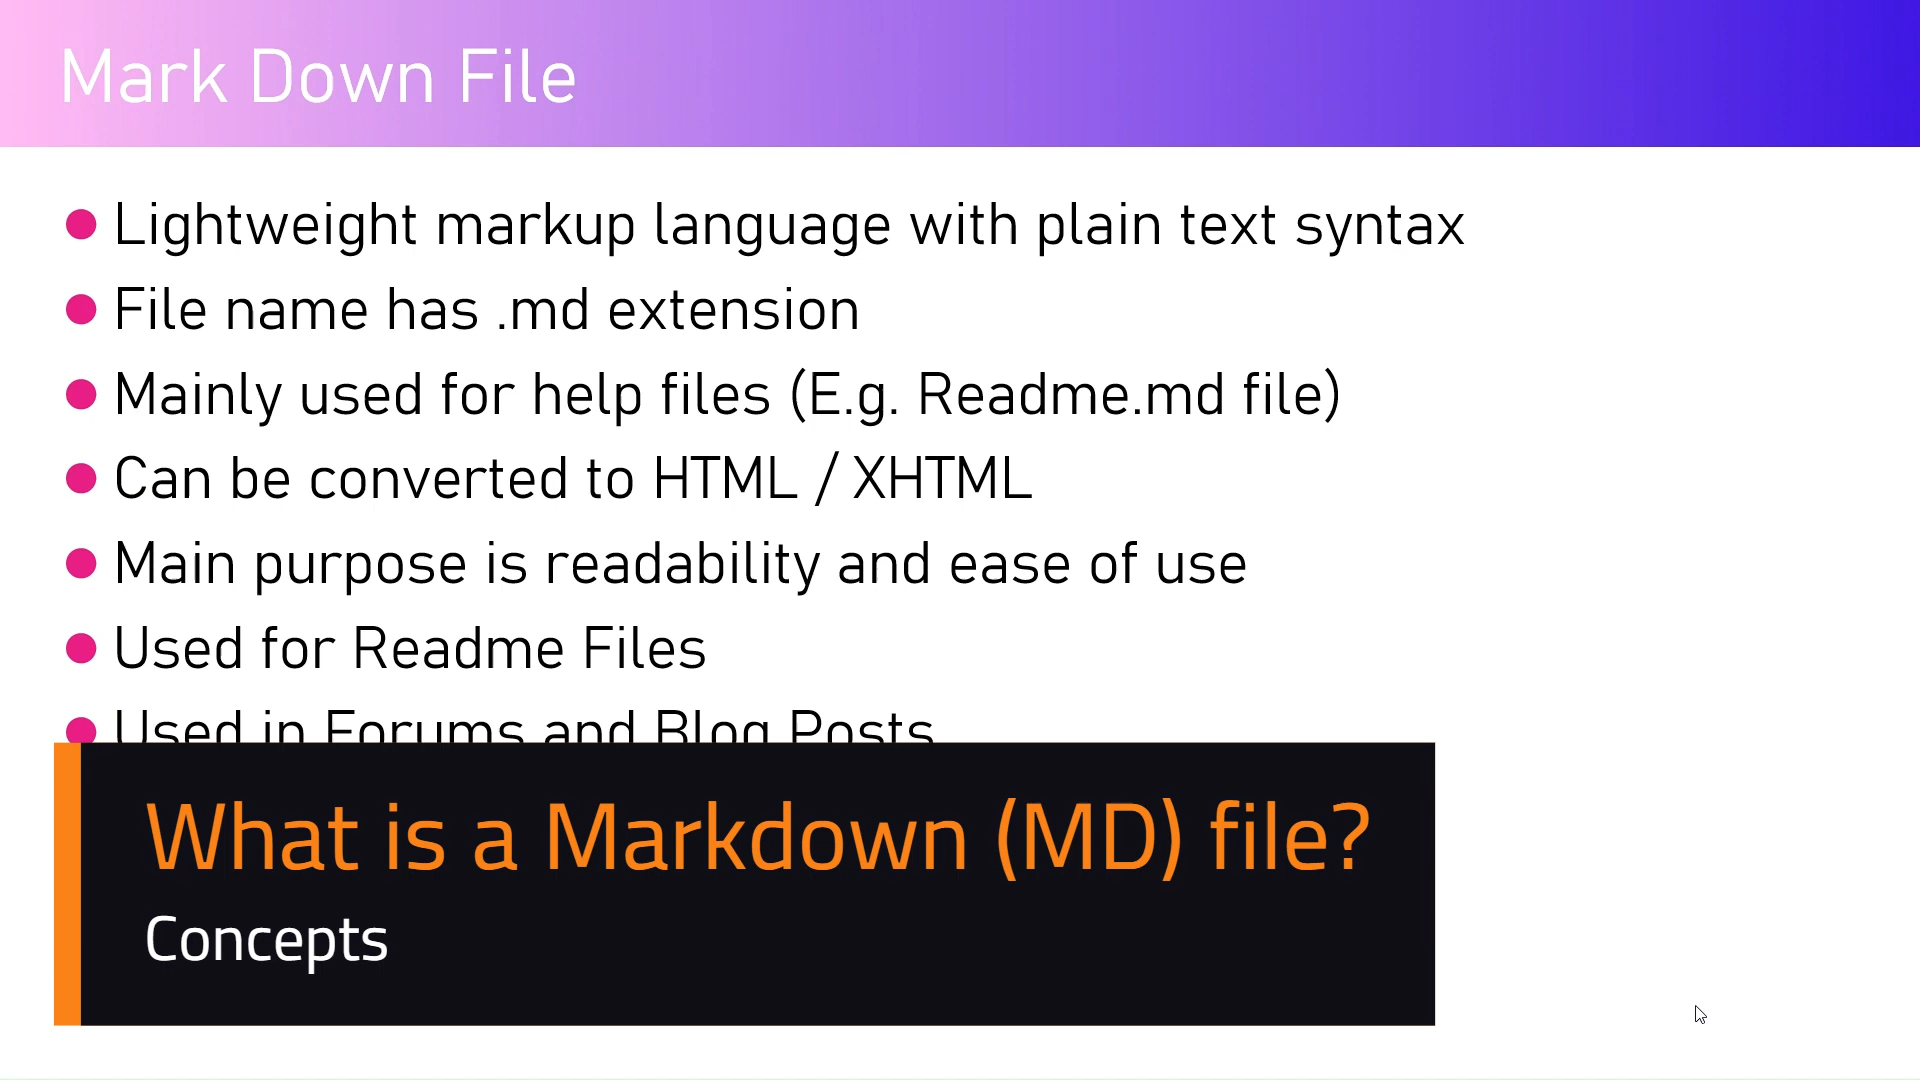 Mark Down File
Lightweight markup language with plain text syntax
File name has .md extension
Mainly used for help files (E.g. Readme.md file)
Can be converted to HTML / XHTML
Main purpose is readability and ease of use
Used for Readme Files
Used in Forums and Blog Posts
What is a Markdown (MD) file?
Concepts